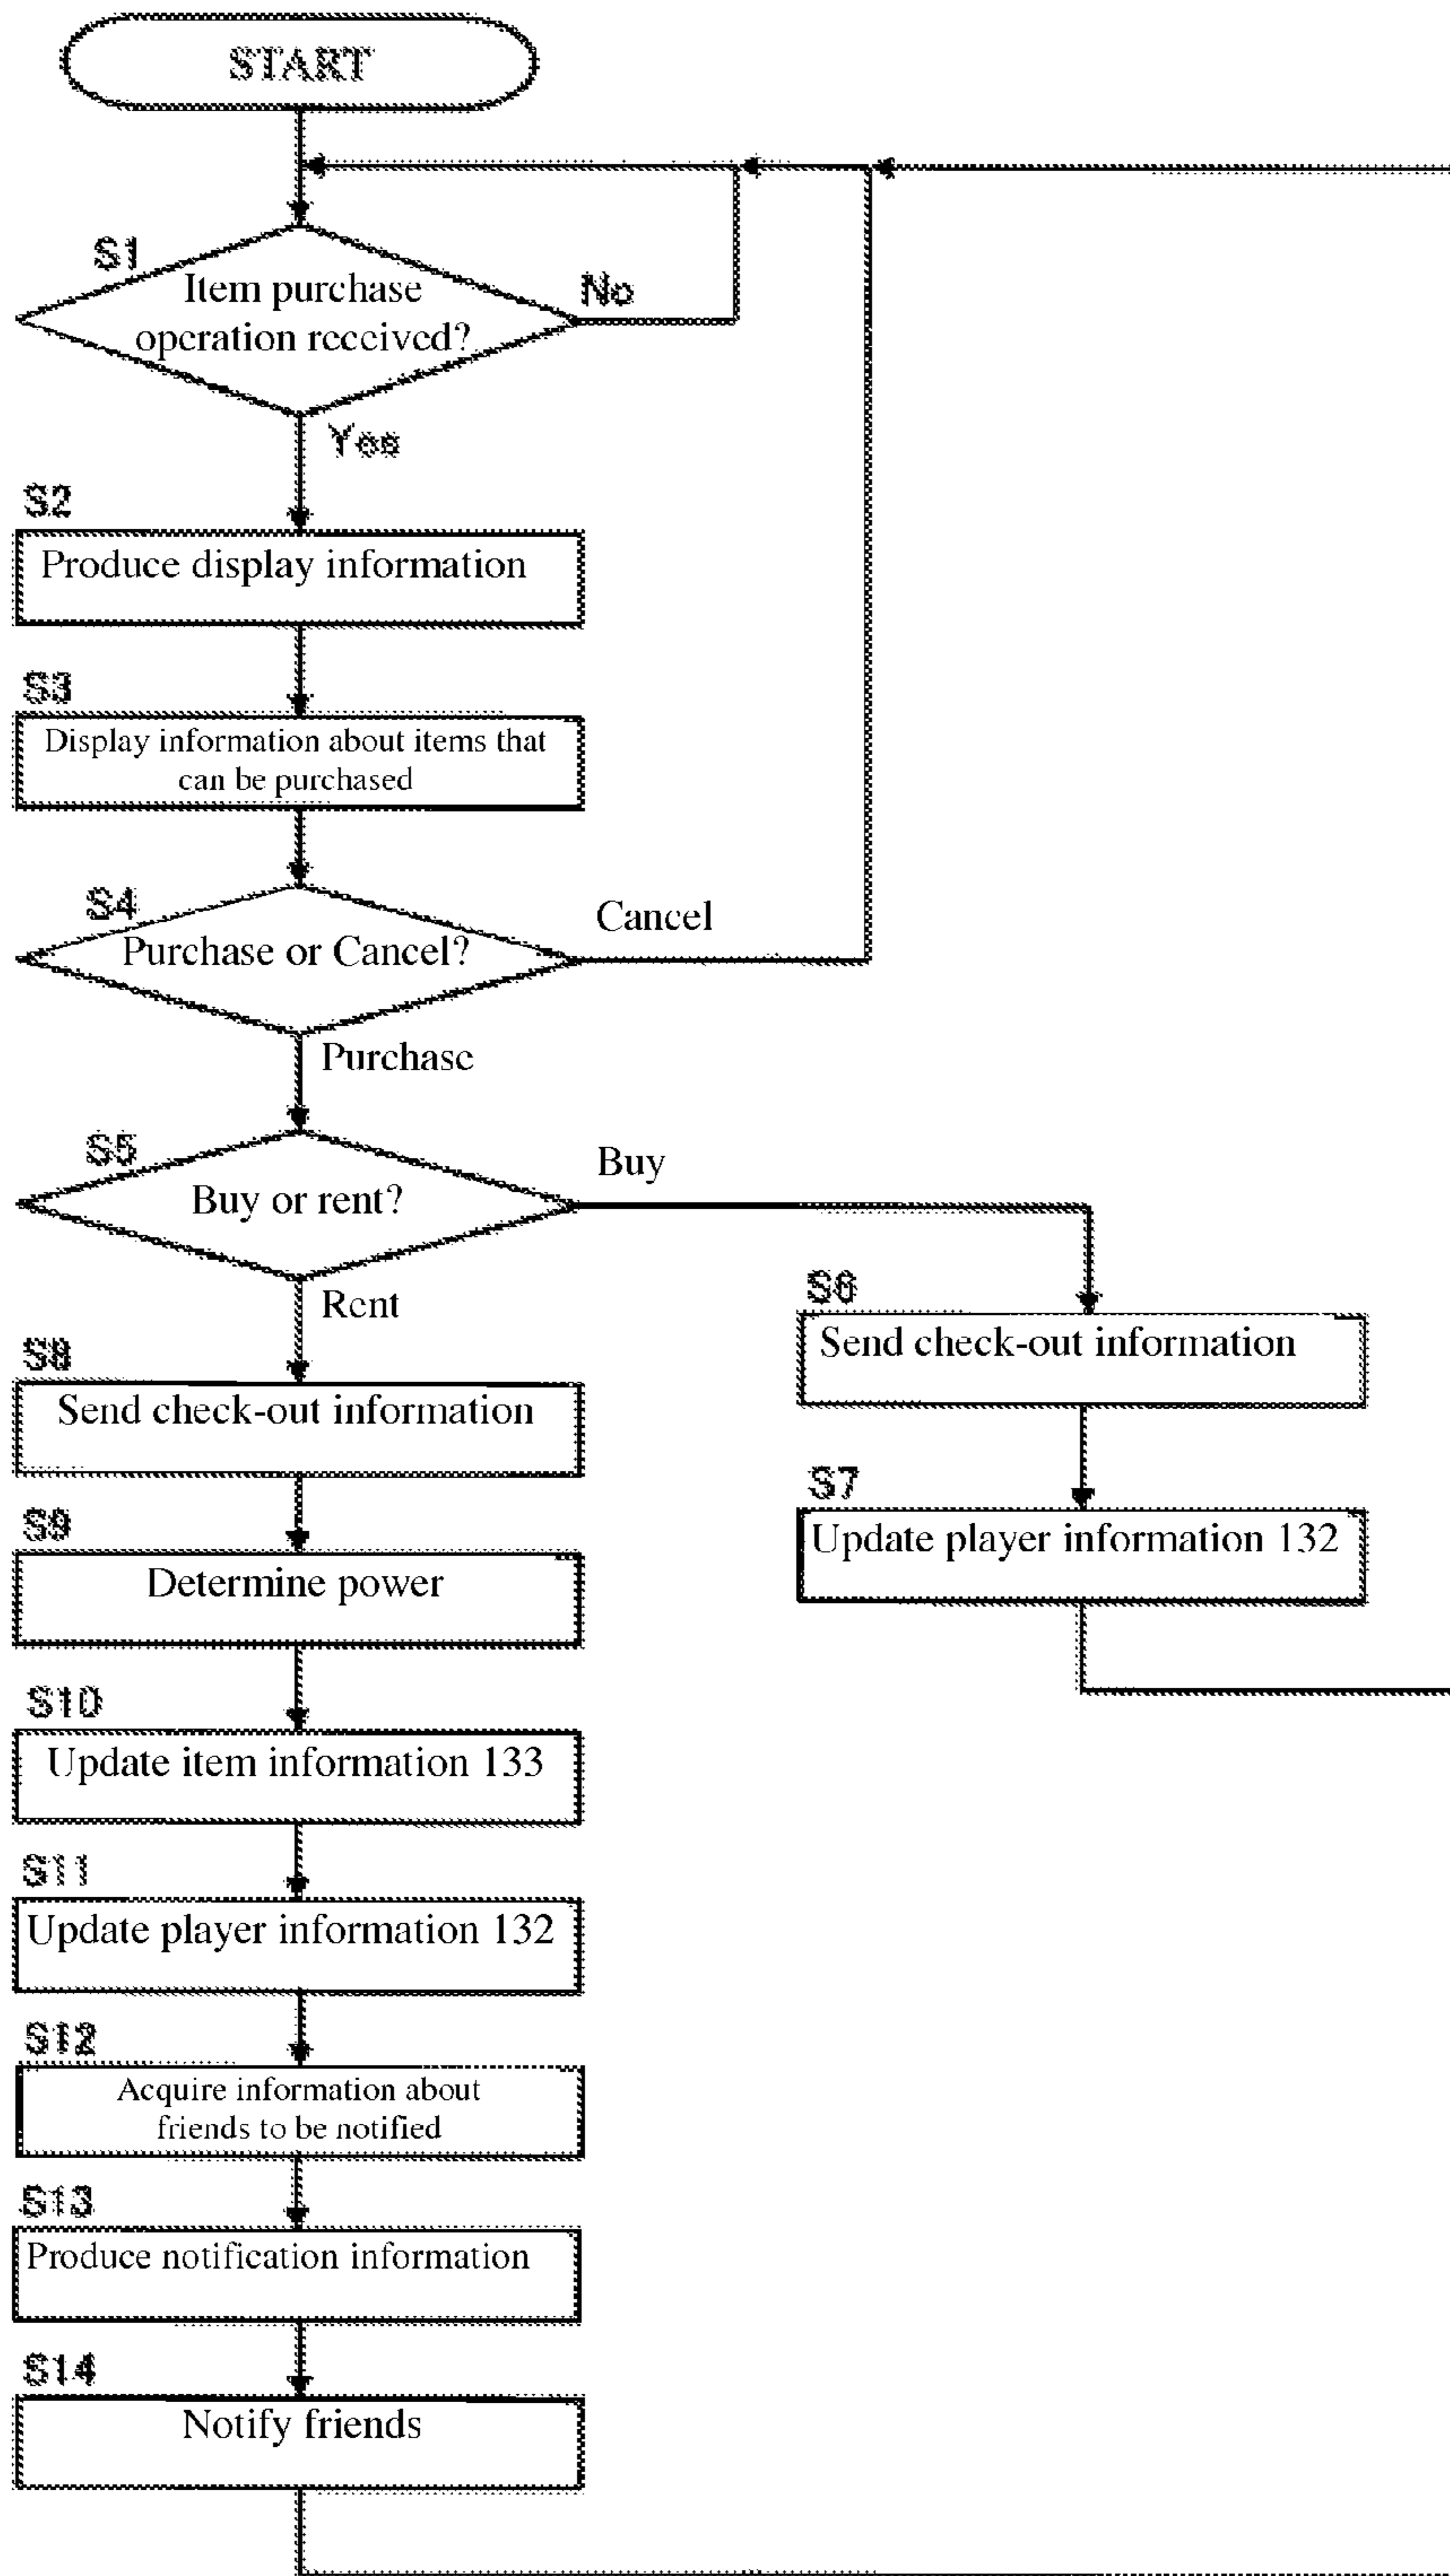 START
S1
Item purchase
operation received?
No
Yes
S2
Produce display information
S3
Display information about items that
can be purchased
S4
Purchase or Cancel?
Cancel
Purchase
S5
Buy or rent?
Buy
Rent
S6
Send check-out information
S7
Update player information 132
S8
Send check-out information
S9
Determine power
S10
Update item information 133
S11
Update player information 132
S12
Acquire information about
friends to be notified
S13
Produce notification information
S14
Notify friends